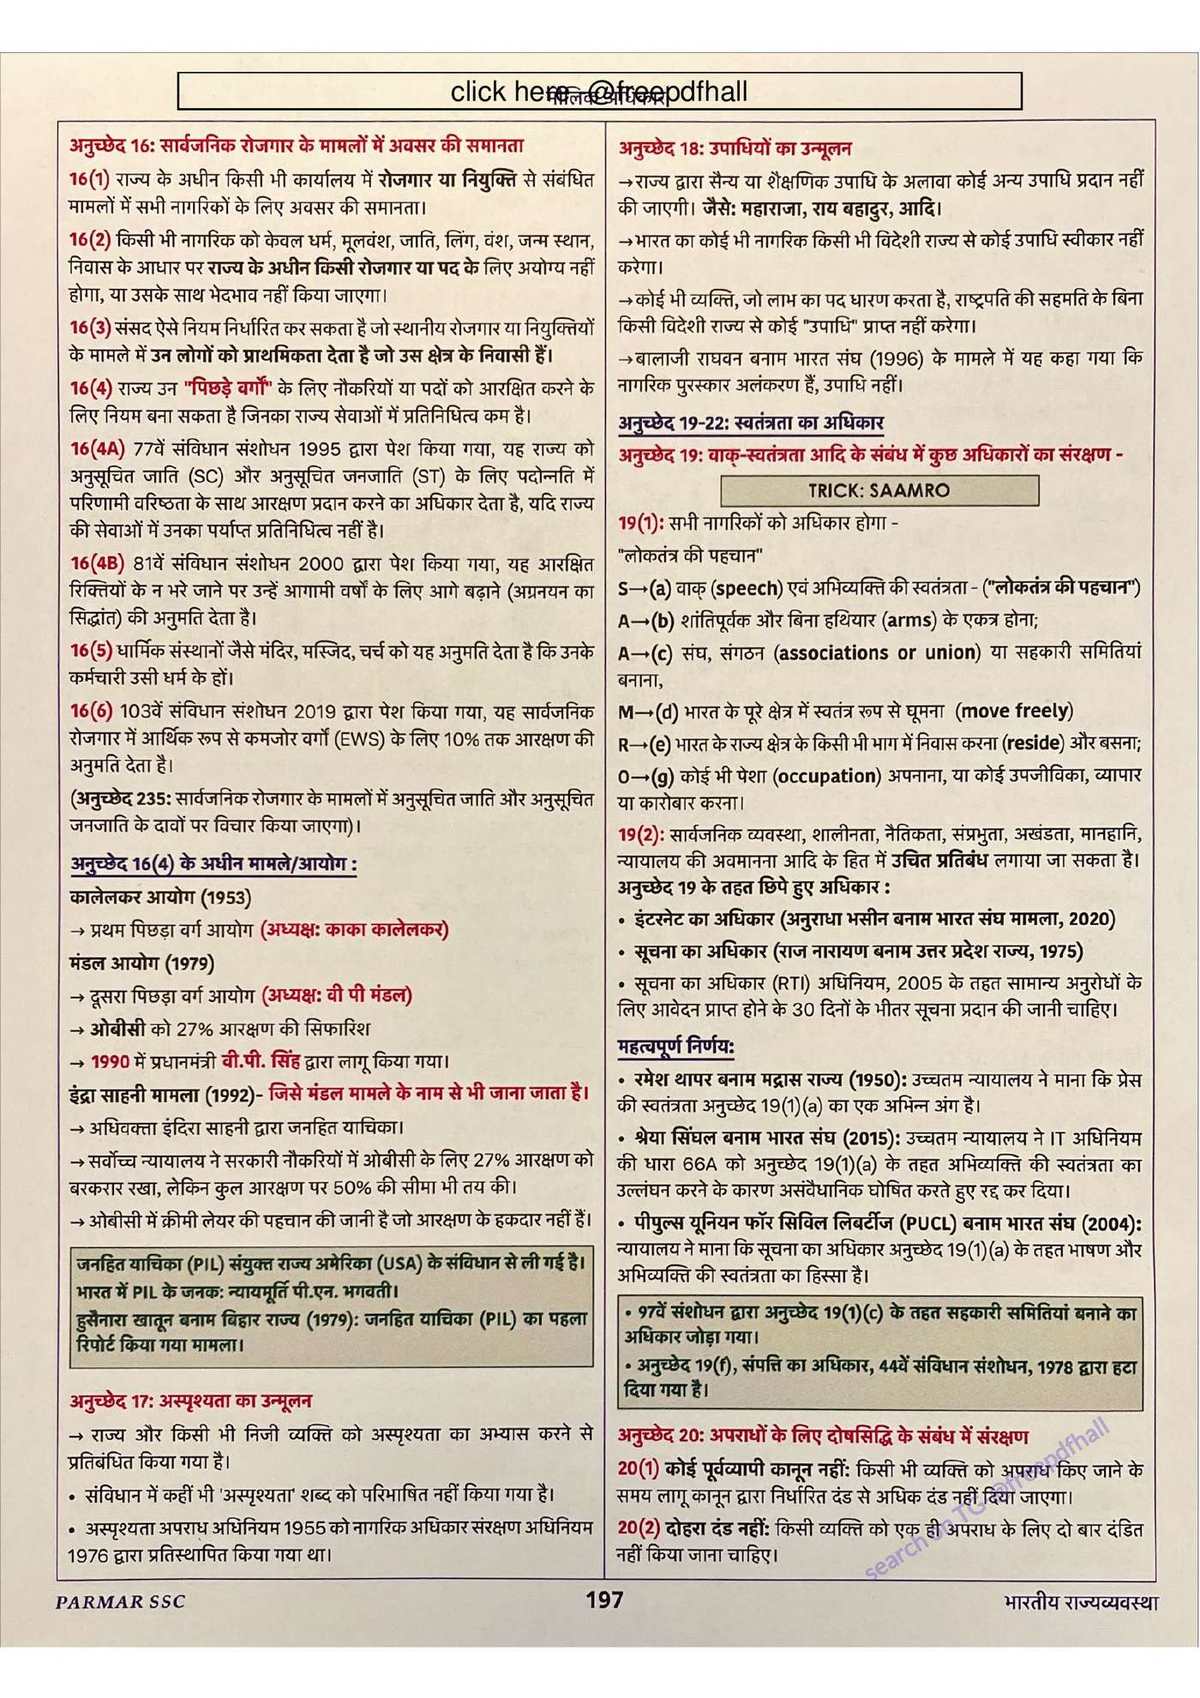 click here @freepdfhall
मौलिक अधिकार
अनुच्छेद 16: सार्वजनिक रोजगार के मामलों में अवसर की समानता
16(1) राज्य के अधीन किसी भी कार्यालय में रोजगार या नियुक्ति से संबंधित
मामलों में सभी नागरिकों के लिए अवसर की समानता।
16(2) किसी भी नागरिक को केवल धर्म, मूलवंश, जाति, लिंग, वंश, जन्म स्थान,
निवास के आधार पर राज्य के अधीन किसी रोजगार या पद के लिए अयोग्य नहीं
होगा, या उसके साथ भेदभाव नहीं किया जाएगा।
16(3) संसद ऐसे नियम निर्धारित कर सकता है जो स्थानीय रोजगार या नियुक्तियों
के मामले में उन लोगों को प्राथमिकता देता है जो उस क्षेत्र के निवासी हैं।
16(4) राज्य उन "पिछड़े वर्गों" के लिए नौकरियों या पदों को आरक्षित करने के
लिए नियम बना सकता है जिनका राज्य सेवाओं में प्रतिनिधित्व कम है।
16(4A) 77वें संविधान संशोधन 1995 द्वारा पेश किया गया, यह राज्य को
अनुसूचित जाति (SC) और अनुसूचित जनजाति (ST) के लिए पदोन्नति में
परिणामी वरिष्ठता के साथ आरक्षण प्रदान करने का अधिकार देता है, यदि राज्य
की सेवाओं में उनका पर्याप्त प्रतिनिधित्व नहीं है।
16(4B) 81वें संविधान संशोधन 2000 द्वारा पेश किया गया, यह आरक्षित
रिक्तियों के न भरे जाने पर उन्हें आगामी वर्षों के लिए आगे बढ़ाने (अग्रनयन का
सिद्धांत) की अनुमति देता है।
16(5) धार्मिक संस्थानों जैसे मंदिर, मस्जिद, चर्च को यह अनुमति देता है कि उनके
कर्मचारी उसी धर्म के हों।
16(6) 103वें संविधान संशोधन 2019 द्वारा पेश किया गया, यह सार्वजनिक
रोजगार में आर्थिक रूप से कमजोर वर्गों (EWS) के लिए 10% तक आरक्षण की
अनुमति देता है।
(अनुच्छेद 235: सार्वजनिक रोजगार के मामलों में अनुसूचित जाति और अनुसूचित
जनजाति के दावों पर विचार किया जाएगा)।
अनुच्छेद 16(4) के अधीन मामले/आयोग :
कालेलकर आयोग (1953)
→ प्रथम पिछड़ा वर्ग आयोग (अध्यक्ष: काका कालेलकर)
मंडल आयोग (1979)
→ दूसरा पिछड़ा वर्ग आयोग (अध्यक्ष: वी पी मंडल)
→ ओबीसी को 27% आरक्षण की सिफारिश
→ 1990 में प्रधानमंत्री वी.पी. सिंह द्वारा लागू किया गया।
इंद्रा साहनी मामला (1992)- जिसे मंडल मामले के नाम से भी जाना जाता है।
→ अधिवक्ता इंदिरा साहनी द्वारा जनहित याचिका।
→ सर्वोच्च न्यायालय ने सरकारी नौकरियों में ओबीसी के लिए 27% आरक्षण को
बरकरार रखा, लेकिन कुल आरक्षण पर 50% की सीमा भी तय की।
→ ओबीसी में क्रीमी लेयर की पहचान की जानी है जो आरक्षण के हकदार नहीं हैं।
जनहित याचिका (PIL) संयुक्त राज्य अमेरिका (USA) के संविधान से ली गई है।
भारत में PIL के जनक: न्यायमूर्ति पी.एन. भगवती।
हुसैनारा खातून बनाम बिहार राज्य (1979): जनहित याचिका (PIL) का पहला
रिपोर्ट किया गया मामला।
अनुच्छेद 17: अस्पृश्यता का उन्मूलन
→ राज्य और किसी भी निजी व्यक्ति को अस्पृश्यता का अभ्यास करने से
प्रतिबंधित किया गया है।
• संविधान में कहीं भी 'अस्पृश्यता' शब्द को परिभाषित नहीं किया गया है।
• अस्पृश्यता अपराध अधिनियम 1955 को नागरिक अधिकार संरक्षण अधिनियम
1976 द्वारा प्रतिस्थापित किया गया था।
अनुच्छेद 18: उपाधियों का उन्मूलन
→ राज्य द्वारा सैन्य या शैक्षणिक उपाधि के अलावा कोई अन्य उपाधि प्रदान नहीं
की जाएगी। जैसे: महाराजा, राय बहादुर, आदि।
→ भारत का कोई भी नागरिक किसी भी विदेशी राज्य से कोई उपाधि स्वीकार नहीं
करेगा।
→ कोई भी व्यक्ति, जो लाभ का पद धारण करता है, राष्ट्रपति की सहमति के बिना
किसी विदेशी राज्य से कोई "उपाधि" प्राप्त नहीं करेगा।
→ बालाजी राघवन बनाम भारत संघ (1996) के मामले में यह कहा गया कि
नागरिक पुरस्कार अलंकरण हैं, उपाधि नहीं।
अनुच्छेद 19-22: स्वतंत्रता का अधिकार
अनुच्छेद 19: वाक्-स्वतंत्रता आदि के संबंध में कुछ अधिकारों का संरक्षण -
TRICK: SAAMRO
19(1): सभी नागरिकों को अधिकार होगा -
"लोकतंत्र की पहचान"
S→(a) वाक् (speech) एवं अभिव्यक्ति की स्वतंत्रता - ("लोकतंत्र की पहचान")
A→(b) शांतिपूर्वक और बिना हथियार (arms) के एकत्र होना;
A→(c) संघ, संगठन (associations or union) या सहकारी समितियां
बनाना,
M→(d) भारत के पूरे क्षेत्र में स्वतंत्र रूप से घूमना (move freely)
R→(e) भारत के राज्य क्षेत्र के किसी भी भाग में निवास करना (reside) और बसना;
O→(g) कोई भी पेशा (occupation) अपनाना, या कोई उपजीविका, व्यापार
या कारोबार करना।
19(2): सार्वजनिक व्यवस्था, शालीनता, नैतिकता, संप्रभुता, अखंडता, मानहानि,
न्यायालय की अवमानना आदि के हित में उचित प्रतिबंध लगाया जा सकता है।
अनुच्छेद 19 के तहत छिपे हुए अधिकार :
• इंटरनेट का अधिकार (अनुराधा भसीन बनाम भारत संघ मामला, 2020)
• सूचना का अधिकार (राज नारायण बनाम उत्तर प्रदेश राज्य, 1975)
• सूचना का अधिकार (RTI) अधिनियम, 2005 के तहत सामान्य अनुरोधों के
लिए आवेदन प्राप्त होने के 30 दिनों के भीतर सूचना प्रदान की जानी चाहिए।
महत्वपूर्ण निर्णय:
• रमेश थापर बनाम मद्रास राज्य (1950): उच्चतम न्यायालय ने माना कि प्रेस
की स्वतंत्रता अनुच्छेद 19(1)(a) का एक अभिन्न अंग है।
• श्रेया सिंघल बनाम भारत संघ (2015): उच्चतम न्यायालय ने IT अधिनियम
की धारा 66A को अनुच्छेद 19(1)(a) के तहत अभिव्यक्ति की स्वतंत्रता का
उल्लंघन करने के कारण असंवैधानिक घोषित करते हुए रद्द कर दिया।
• पीपुल्स यूनियन फॉर सिविल लिबर्टीज (PUCL) बनाम भारत संघ (2004):
न्यायालय ने माना कि सूचना का अधिकार अनुच्छेद 19(1)(a) के तहत भाषण और
अभिव्यक्ति की स्वतंत्रता का हिस्सा है।
• 97वें संशोधन द्वारा अनुच्छेद 19(1)(c) के तहत सहकारी समितियां बनाने का
अधिकार जोड़ा गया।
• अनुच्छेद 19(f), संपत्ति का अधिकार, 44वें संविधान संशोधन, 1978 द्वारा हटा
दिया गया है।
अनुच्छेद 20: अपराधों के लिए दोषसिद्धि के संबंध में संरक्षण
20(1) कोई पूर्वव्यापी कानून नहीं: किसी भी व्यक्ति को अपराध किए जाने के
समय लागू कानून द्वारा निर्धारित दंड से अधिक दंड नहीं दिया जाएगा।
20(2) दोहरा दंड नहीं: किसी व्यक्ति को एक ही अपराध के लिए दो बार दंडित
नहीं किया जाना चाहिए।
search on TG @freepdfhall
PARMAR SSC
197
भारतीय राज्यव्यवस्था